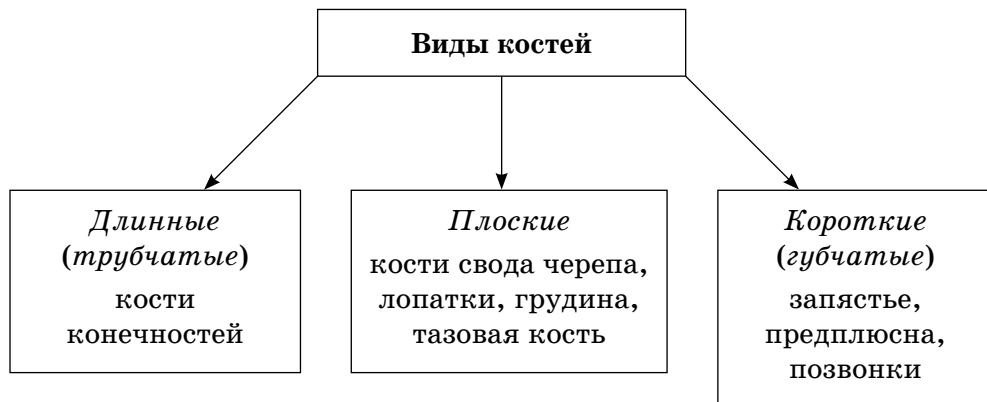 Виды костей
Длинные
(трубчатые)
кости
конечностей
Плоские
кости свода черепа,
лопатки, грудина,
тазовая кость
Короткие
(губчатые)
запястье,
предплюсна,
позвонки